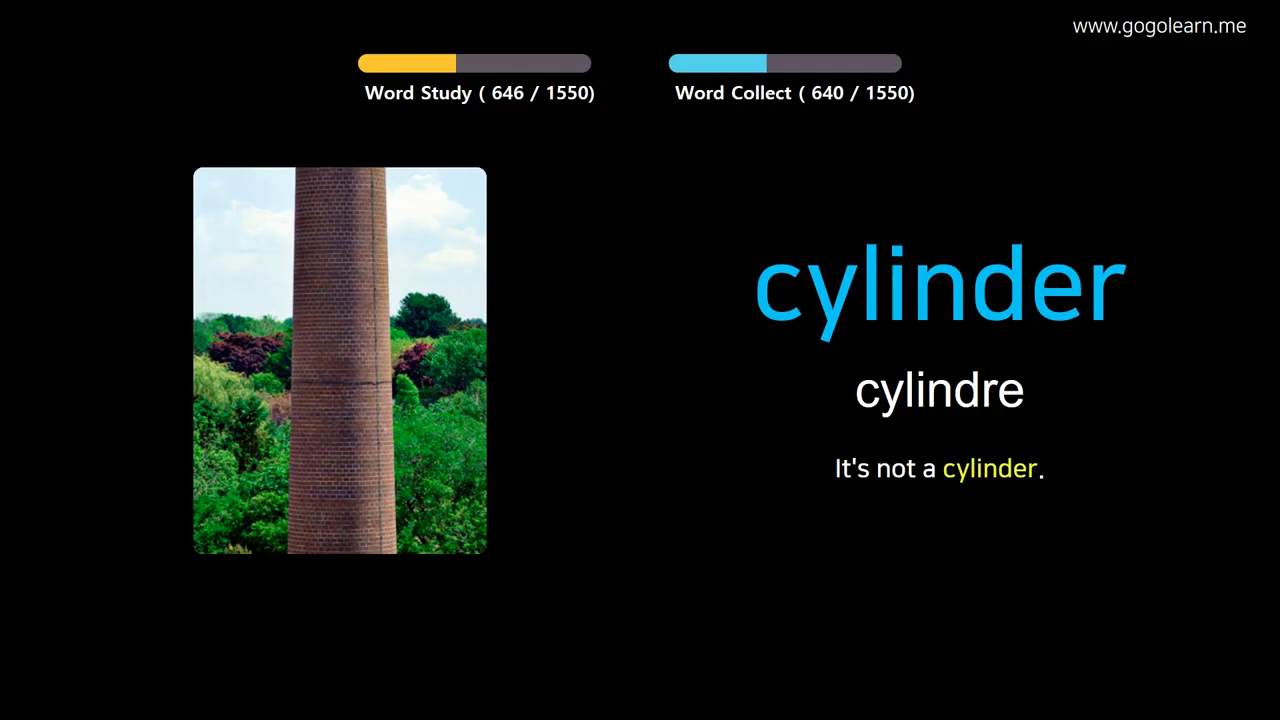 www.gogolearn.me
Word Study ( 646 / 1550)
Word Collect ( 640 / 1550)
cylinder
cylindre
It's not a cylinder.